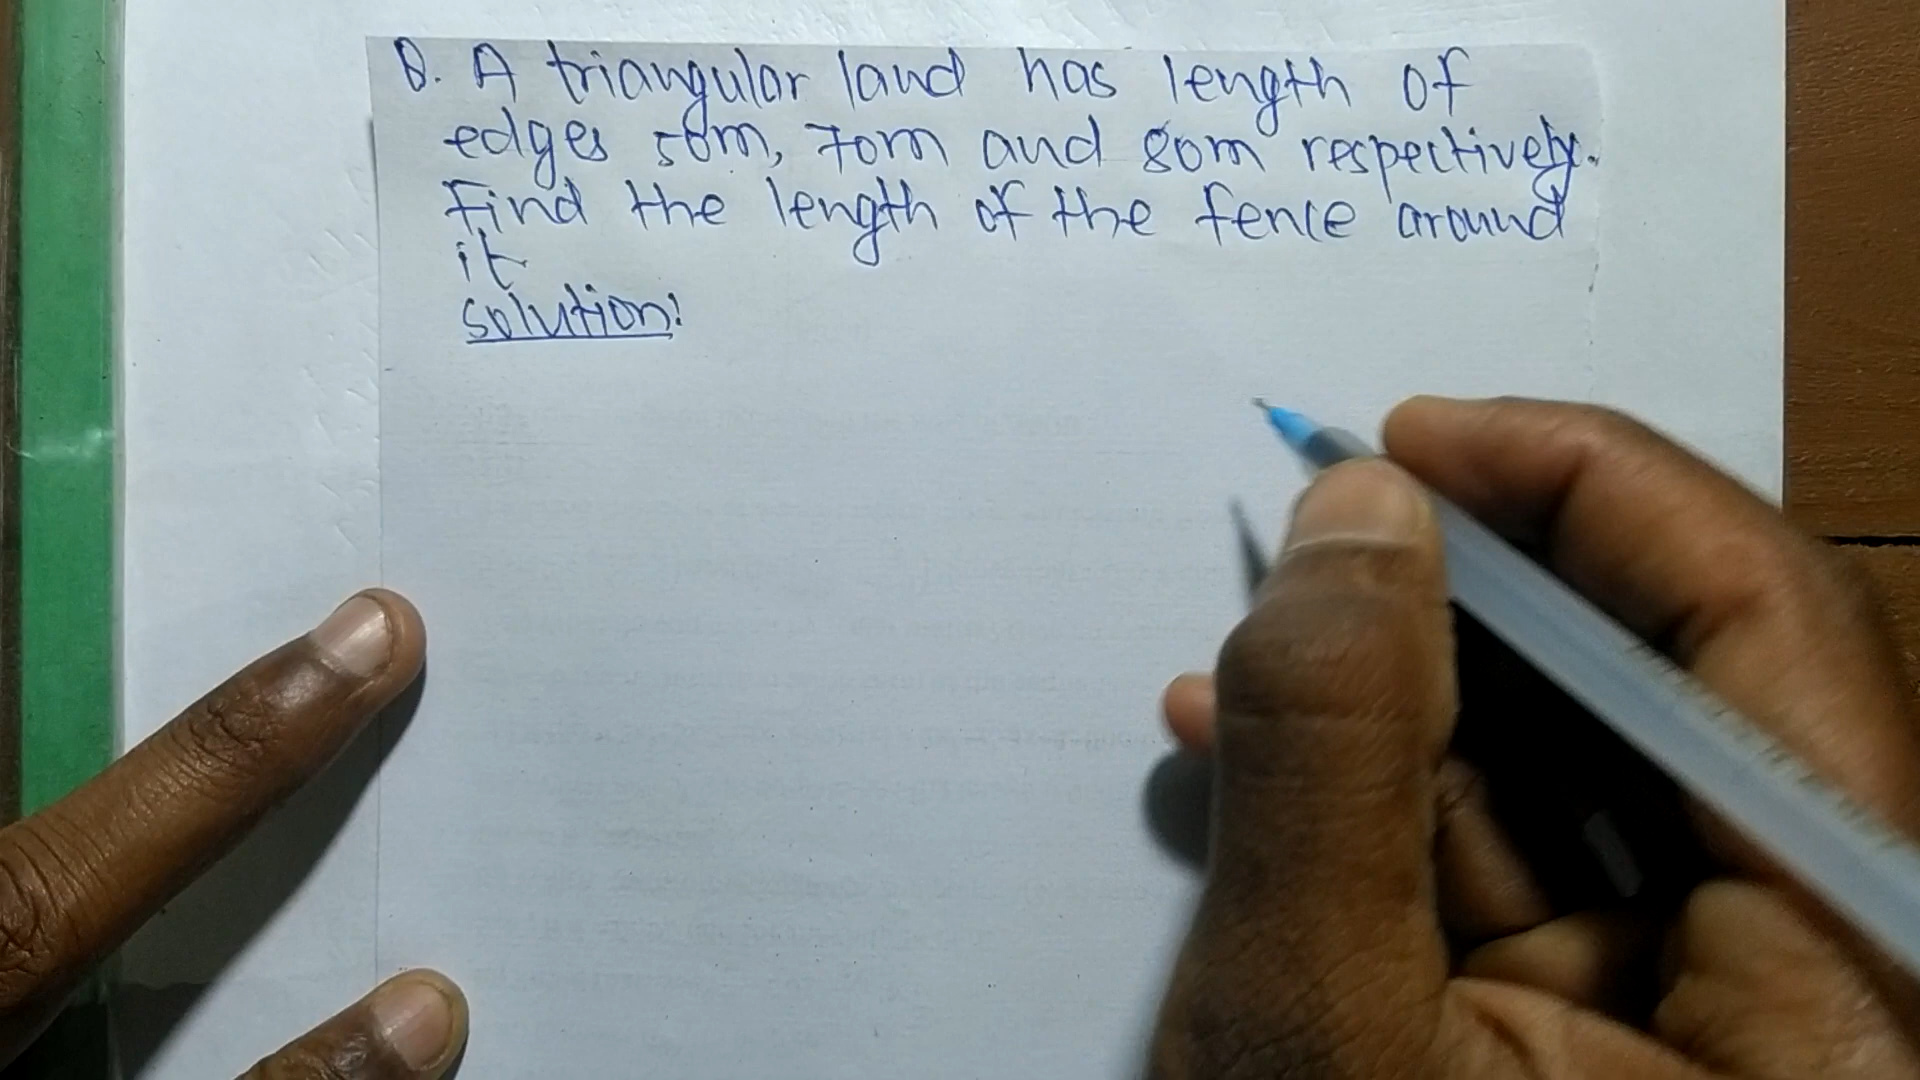 Q. A triangular land has length of
edges 50m, 70m and 80m respectively.
Find the length of the fence around
it
solution: